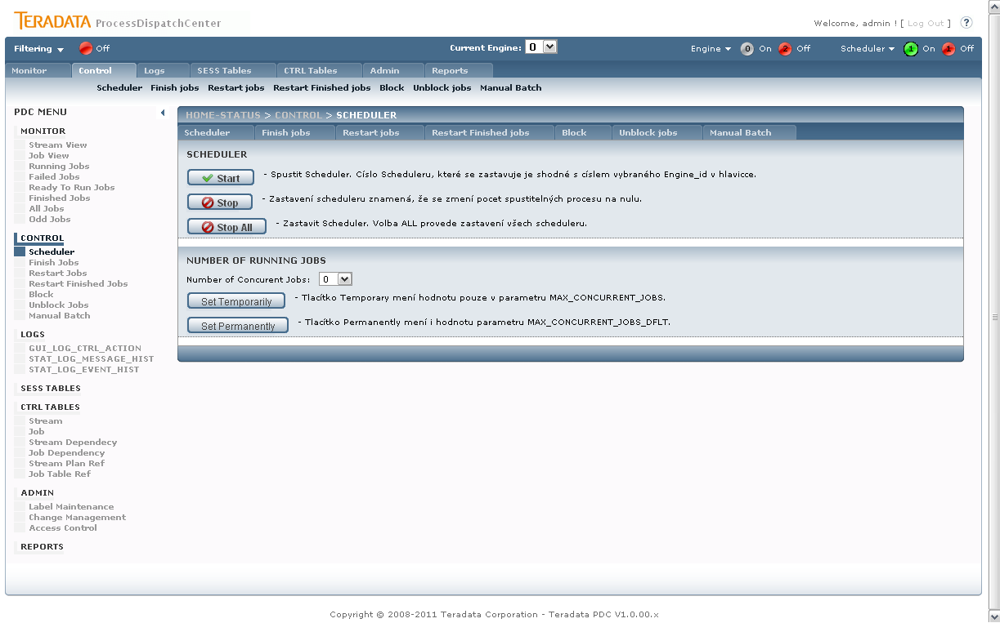 TERADATA ProcessDispatchCenter
Welcome, admin ! [ Log Out ] ?
Filtering Off Current Engine: 0 Engine 0 On 2 Off Scheduler 1 On 1 Off
Monitor Control Logs SESS Tables CTRL Tables Admin Reports
Scheduler Finish jobs Restart jobs Restart Finished jobs Block Unblock jobs Manual Batch
PDC MENU
MONITOR
Stream View
Job View
Running Jobs
Failed Jobs
Ready To Run Jobs
Finished Jobs
All Jobs
Odd Jobs
CONTROL
Scheduler
Finish Jobs
Restart Jobs
Restart Finished Jobs
Block
Unblock Jobs
Manual Batch
LOGS
GUI_LOG_CTRL_ACTION
STAT_LOG_MESSAGE_HIST
STAT_LOG_EVENT_HIST
SESS TABLES
CTRL TABLES
Stream
Job
Stream Dependecy
Job Dependency
Stream Plan Ref
Job Table Ref
ADMIN
Label Maintenance
Change Management
Access Control
REPORTS
HOME-STATUS > CONTROL > SCHEDULER
Scheduler Finish jobs Restart jobs Restart Finished jobs Block Unblock jobs Manual Batch
SCHEDULER
Start - Spustit Scheduler. Císlo Scheduleru, které se zastavuje je shodné s císlem vybraného Engine_id v hlavicce.
Stop - Zastavení scheduleru znamená, že se zmení pocet spustitelných procesu na nulu.
Stop All - Zastavit Scheduler. Volba ALL provede zastavení všech scheduleru.
NUMBER OF RUNNING JOBS
Number of Concurent Jobs: 0
Set Temporarily - Tlacítko Temporary mení hodnotu pouze v parametru MAX_CONCURRENT_JOBS.
Set Permanently - Tlacítko Permanently mení i hodnotu parametru MAX_CONCURRENT_JOBS_DFLT.
Copyright © 2008-2011 Teradata Corporation - Teradata PDC V1.0.00.x